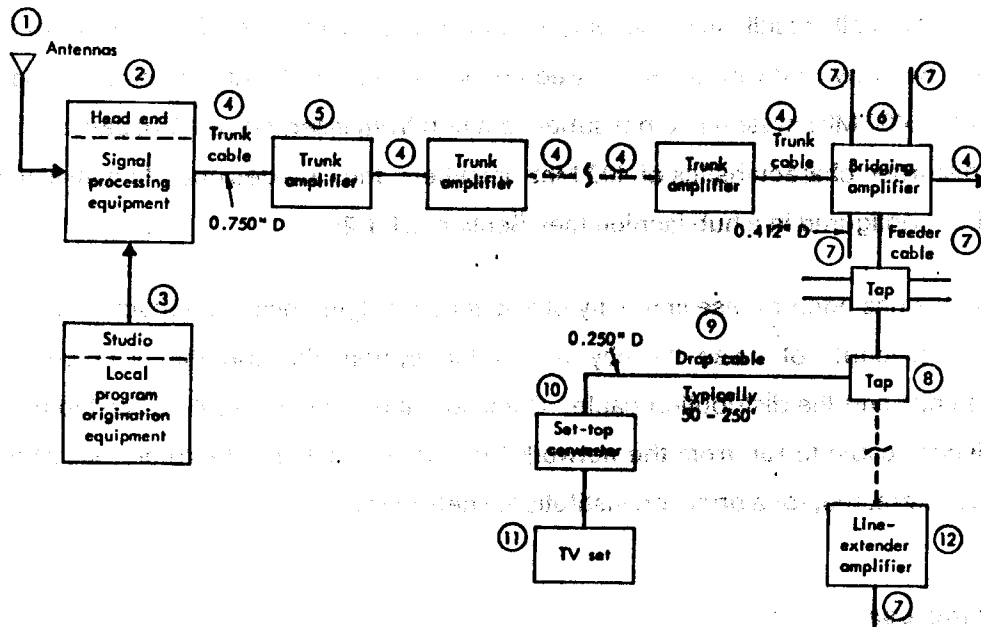 1
Antennas
2
Head end
Signal
processing
equipment
4
Trunk
cable
0.750" D
5
Trunk
amplifier
4
Trunk
amplifier
4
4
Trunk
amplifier
4
Trunk
cable
7
7
6
Bridging
amplifier
4
0.412" D
7
Feeder
cable
7
Tap
3
Studio
Local
program
origination
equipment
9
0.250" D
Drop cable
Typically
50 - 250'
Tap
8
10
Set-top
converter
11
TV set
Line-
extender
amplifier
12
7